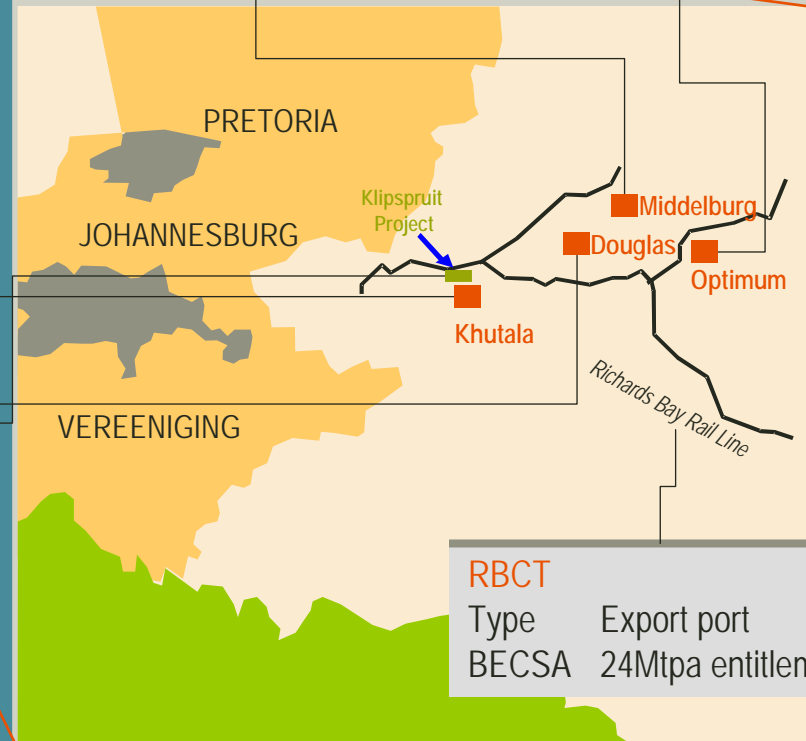 PRETORIA
Klipspruit
Project
Middelburg
JOHANNESBURG
Douglas
Optimum
Khutala
Richards Bay Rail Line
VEREENIGING
RBCT
Type Export port
BECSA 24Mtpa entitlem